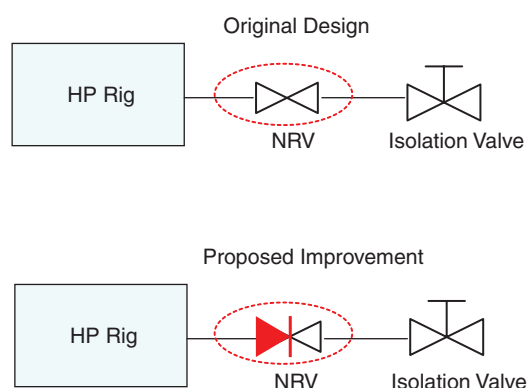 Original Design
HP Rig
NRV
Isolation Valve
Proposed Improvement
HP Rig
NRV
Isolation Valve